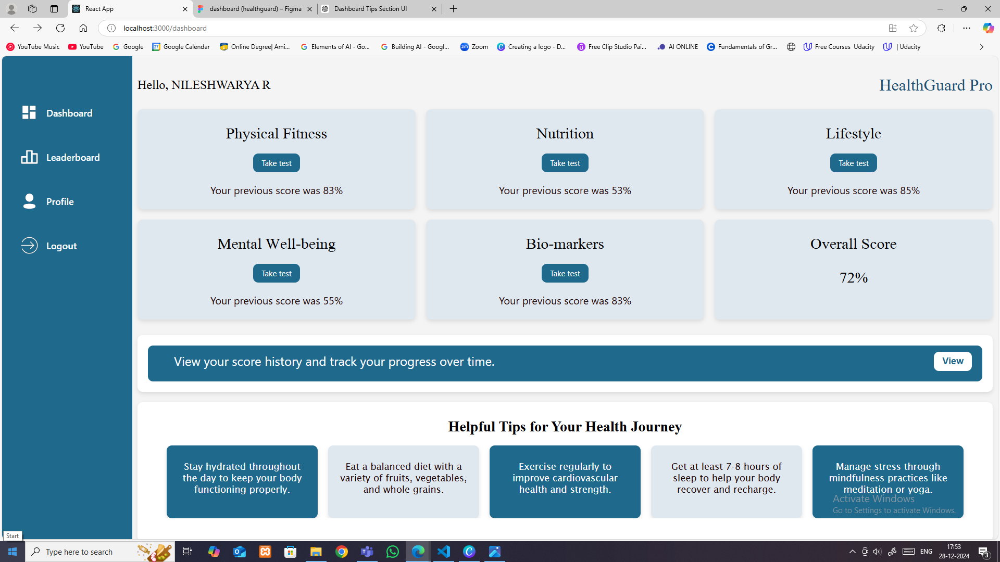 React App
dashboard (healthguard) – Figma
Dashboard Tips Section UI
localhost:3000/dashboard
YouTube Music
YouTube
Google
27
Google Calendar
Online Degree| Ami...
Elements of AI - Go...
Building AI - Googl...
zm
Zoom
Creating a logo - D...
Free Clip Studio Pai...
AI ONLINE
Fundamentals of Gr...
Free Courses Udacity
| Udacity
Hello, NILESHWARYA R
HealthGuard Pro
Dashboard
Leaderboard
Profile
Logout
Physical Fitness
Take test
Your previous score was 83%
Nutrition
Take test
Your previous score was 53%
Lifestyle
Take test
Your previous score was 85%
Mental Well-being
Take test
Your previous score was 55%
Bio-markers
Take test
Your previous score was 83%
Overall Score
72%
View your score history and track your progress over time.
View
Helpful Tips for Your Health Journey
Stay hydrated throughout
the day to keep your body
functioning properly.
Eat a balanced diet with a
variety of fruits, vegetables,
and whole grains.
Exercise regularly to
improve cardiovascular
health and strength.
Get at least 7-8 hours of
sleep to help your body
recover and recharge.
Manage stress through
mindfulness practices like
meditation or yoga.
Activate Windows
Go to Settings to activate Windows.
Start
Type here to search
ENG
17:53
28-12-2024
3